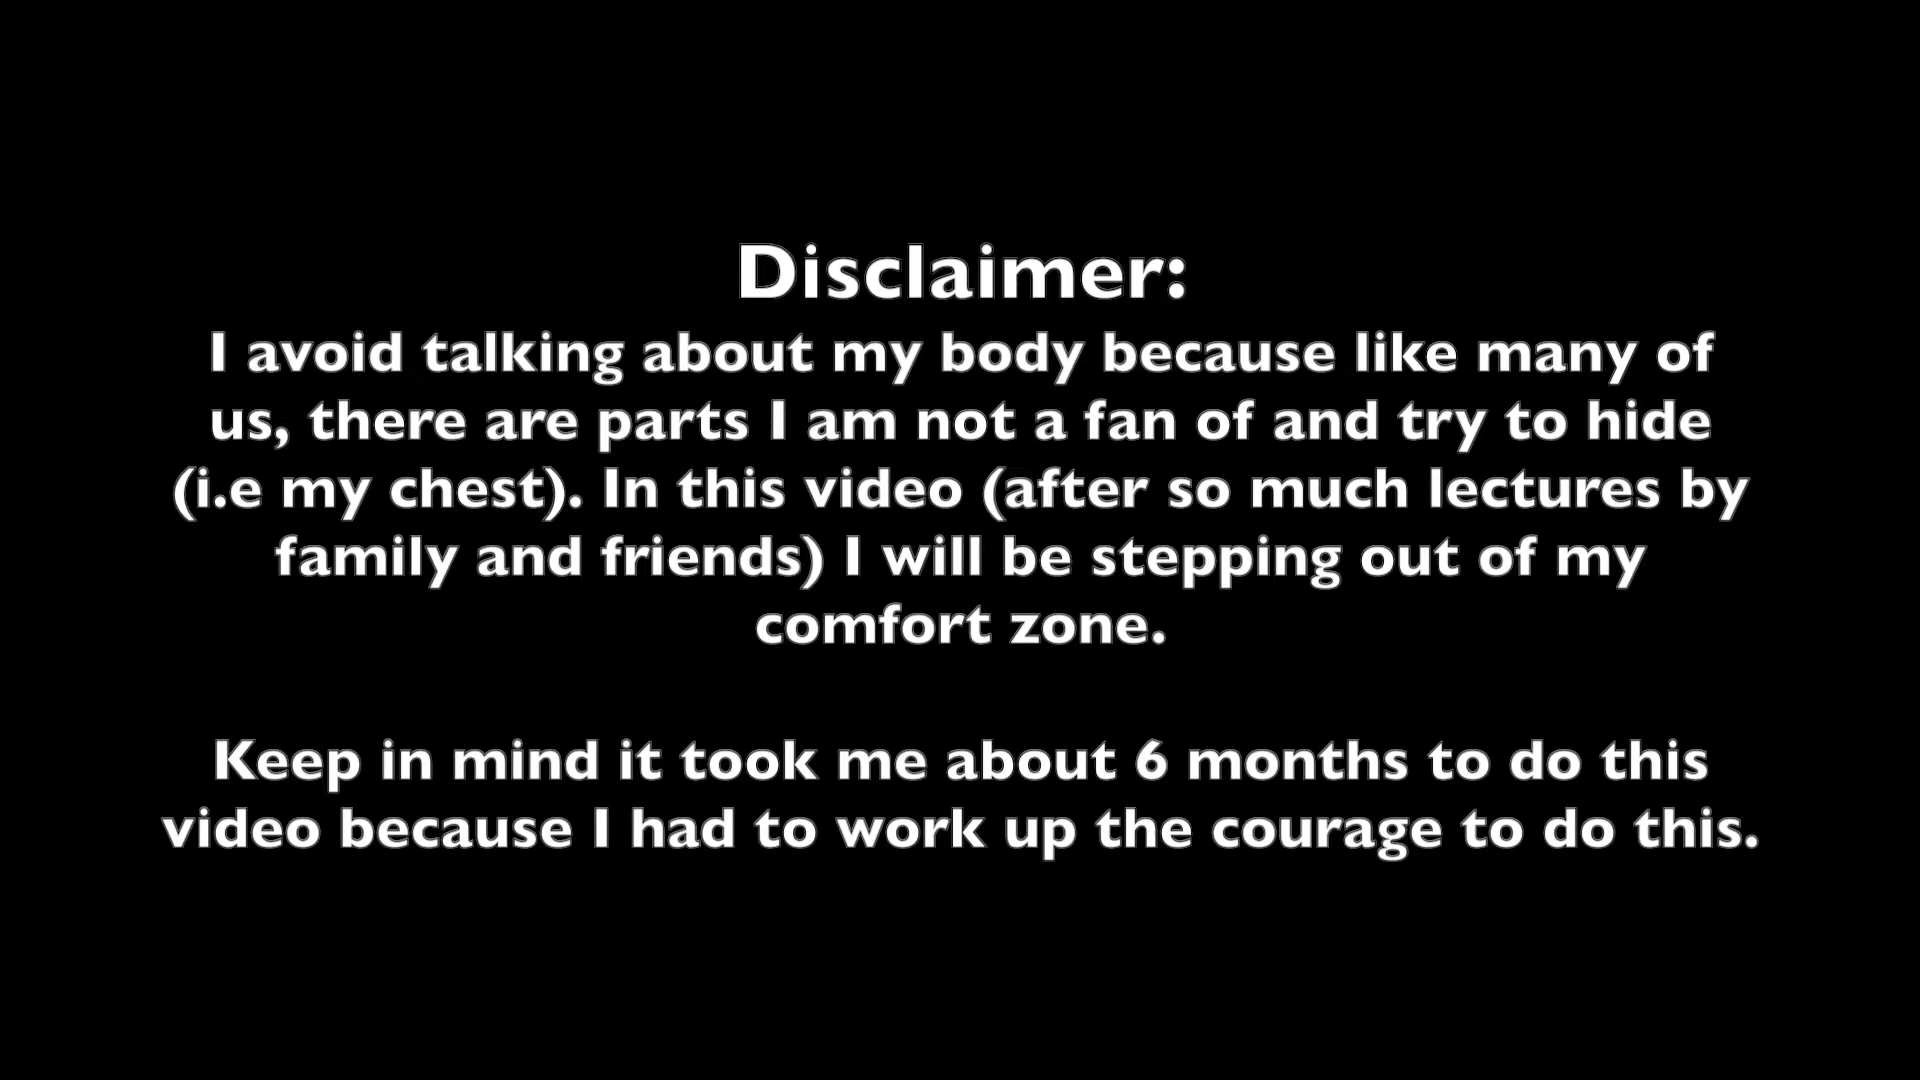 Disclaimer:
I avoid talking about my body because like many of
us, there are parts I am not a fan of and try to hide
(i.e my chest). In this video (after so much lectures by
family and friends) I will be stepping out of my
comfort zone.
Keep in mind it took me about 6 months to do this
video because I had to work up the courage to do this.